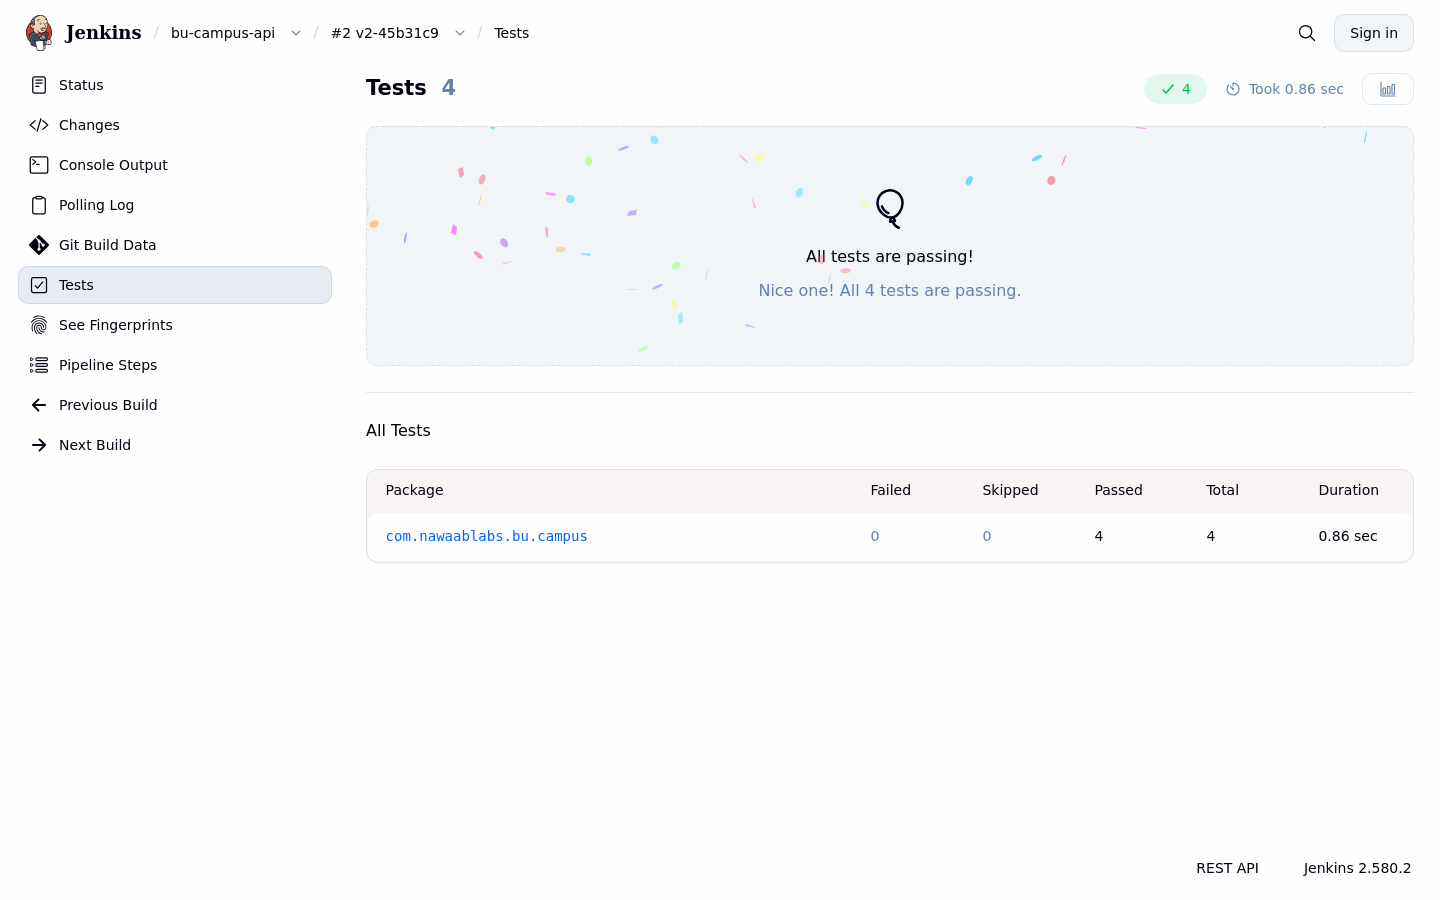 Jenkins / bu-campus-api / #2 v2-45b31c9 / Tests
Sign in
Status
Changes
Console Output
Polling Log
Git Build Data
Tests
See Fingerprints
Pipeline Steps
Previous Build
Next Build
Tests 4
4 Took 0.86 sec
All tests are passing!
Nice one! All 4 tests are passing.
All Tests
Package Failed Skipped Passed Total Duration
com.nawaablabs.bu.campus 0 0 4 4 0.86 sec
REST API Jenkins 2.580.2